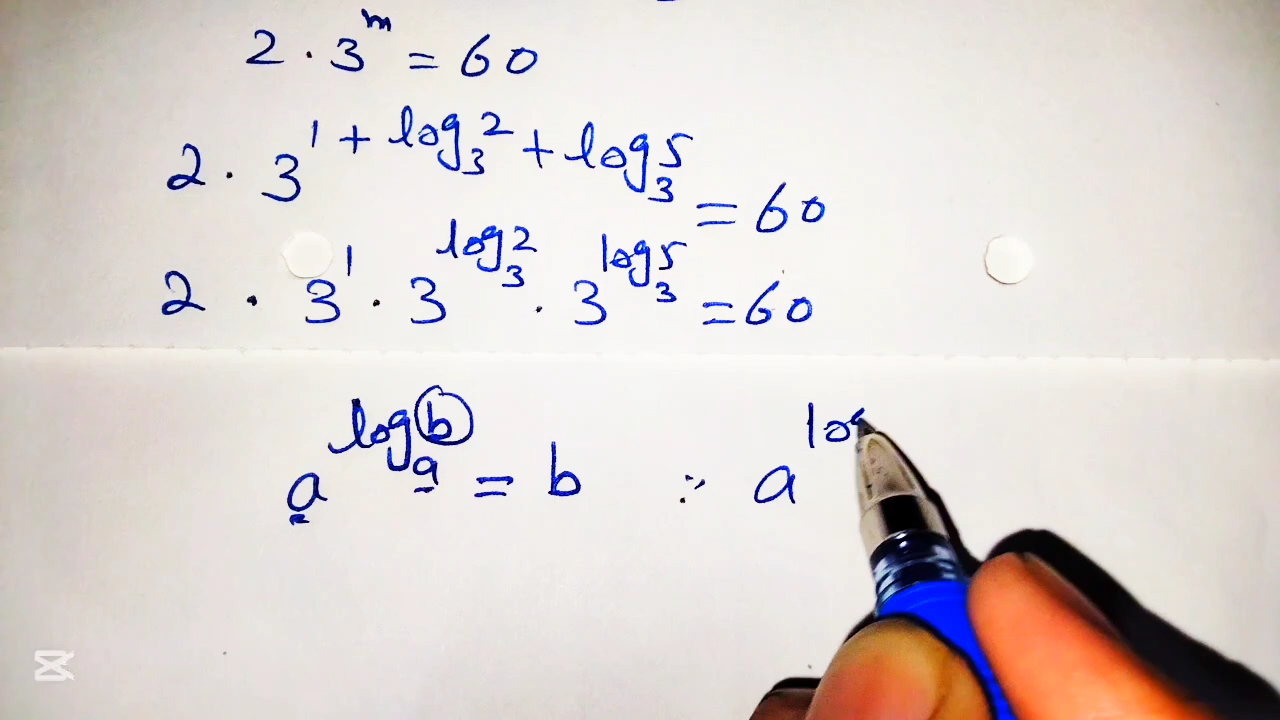 2 · 3^m = 60
2 · 3^(1 + log_3 2 + log_3 5) = 60
2 · 3^1 · 3^(log_3 2) · 3^(log_3 5) = 60
a^(log_a b) = b ∵ a^(log